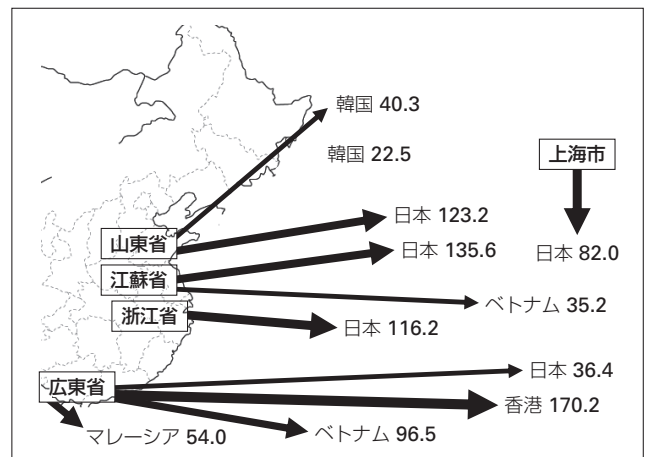 韓国 40.3
韓国 22.5
上海市
日本 123.2
山東省
日本 135.6
日本 82.0
江蘇省
ベトナム 35.2
浙江省
日本 116.2
日本 36.4
広東省
香港 170.2
マレーシア 54.0
ベトナム 96.5